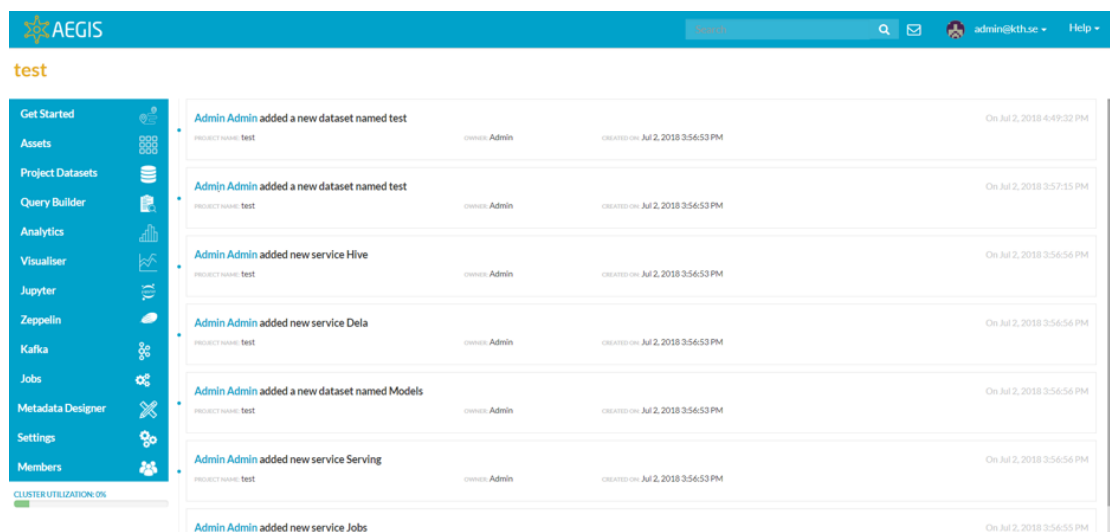 AEGIS
Search
admin@kth.se
Help
test
Get Started
Assets
Project Datasets
Query Builder
Analytics
Visualiser
Jupyter
Zeppelin
Kafka
Jobs
Metadata Designer
Settings
Members
CLUSTER UTILIZATION: 0%
Admin Admin added a new dataset named test
On Jul 2, 2018 4:49:32 PM
PROJECT NAME: test OWNER: Admin CREATED ON: Jul 2, 2018 3:56:53 PM
Admin Admin added a new dataset named test
On Jul 2, 2018 3:57:15 PM
PROJECT NAME: test OWNER: Admin CREATED ON: Jul 2, 2018 3:56:53 PM
Admin Admin added new service Hive
On Jul 2, 2018 3:56:56 PM
PROJECT NAME: test OWNER: Admin CREATED ON: Jul 2, 2018 3:56:53 PM
Admin Admin added new service Dela
On Jul 2, 2018 3:56:56 PM
PROJECT NAME: test OWNER: Admin CREATED ON: Jul 2, 2018 3:56:53 PM
Admin Admin added a new dataset named Models
On Jul 2, 2018 3:56:56 PM
PROJECT NAME: test OWNER: Admin CREATED ON: Jul 2, 2018 3:56:53 PM
Admin Admin added new service Serving
On Jul 2, 2018 3:56:56 PM
PROJECT NAME: test OWNER: Admin CREATED ON: Jul 2, 2018 3:56:53 PM
Admin Admin added new service Jobs
On Jul 2, 2018 3:56:55 PM